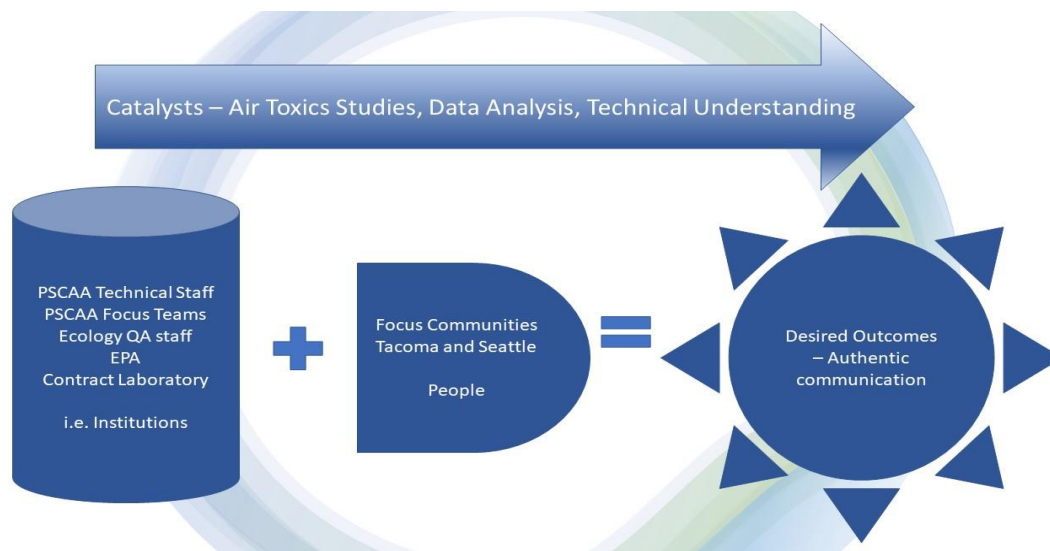 Catalysts – Air Toxics Studies, Data Analysis, Technical Understanding
PSCAA Technical Staff
PSCAA Focus Teams
Ecology QA staff
EPA
Contract Laboratory
i.e. Institutions
Focus Communities
Tacoma and Seattle
People
Desired Outcomes
– Authentic
communication